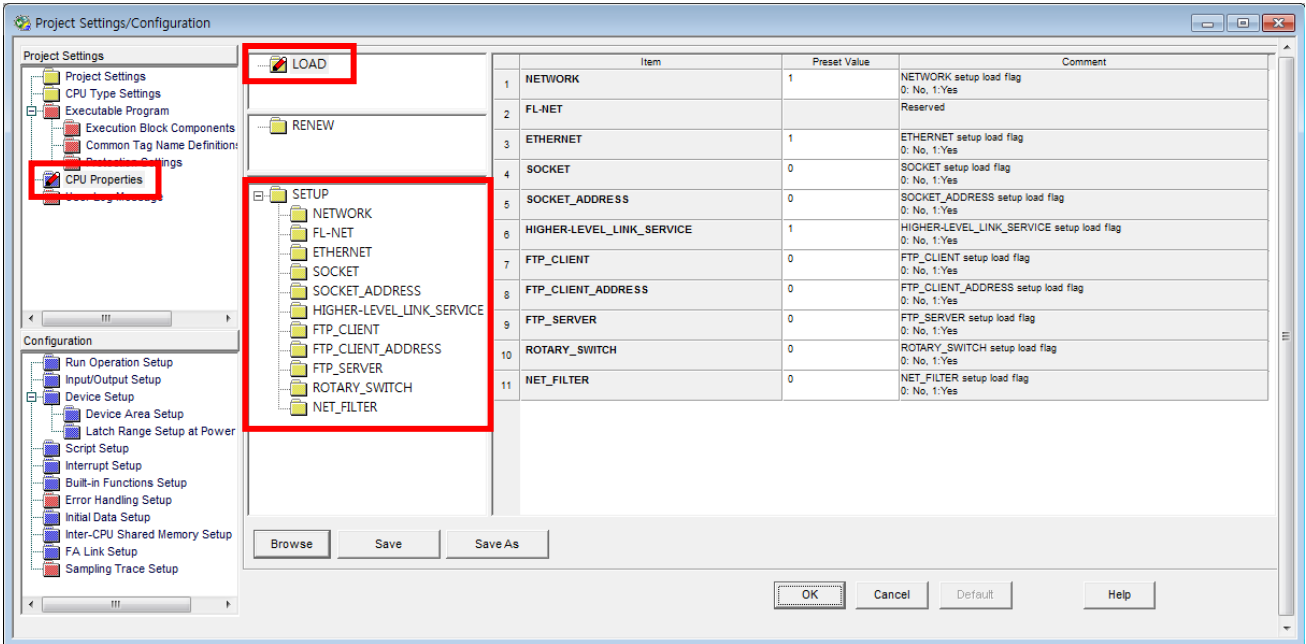 Project Settings/Configuration
Project Settings
Project Settings
CPU Type Settings
Executable Program
Execution Block Components
Common Tag Name Definitions
Protection Settings
CPU Properties
User Log Message
Configuration
Run Operation Setup
Input/Output Setup
Device Setup
Device Area Setup
Latch Range Setup at Power
Script Setup
Interrupt Setup
Built-in Functions Setup
Error Handling Setup
Initial Data Setup
Inter-CPU Shared Memory Setup
FA Link Setup
Sampling Trace Setup
LOAD
RENEW
SETUP
NETWORK
FL-NET
ETHERNET
SOCKET
SOCKET_ADDRESS
HIGHER-LEVEL_LINK_SERVICE
FTP_CLIENT
FTP_CLIENT_ADDRESS
FTP_SERVER
ROTARY_SWITCH
NET_FILTER
Item Preset Value Comment
1 NETWORK 1 NETWORK setup load flag
0: No, 1:Yes
2 FL-NET Reserved
3 ETHERNET 1 ETHERNET setup load flag
0: No, 1:Yes
4 SOCKET 0 SOCKET setup load flag
0: No, 1:Yes
5 SOCKET_ADDRESS 0 SOCKET_ADDRESS setup load flag
0: No, 1:Yes
6 HIGHER-LEVEL_LINK_SERVICE 1 HIGHER-LEVEL_LINK_SERVICE setup load flag
0: No, 1:Yes
7 FTP_CLIENT 0 FTP_CLIENT setup load flag
0: No, 1:Yes
8 FTP_CLIENT_ADDRESS 0 FTP_CLIENT_ADDRESS setup load flag
0: No, 1:Yes
9 FTP_SERVER 0 FTP_SERVER setup load flag
0: No, 1:Yes
10 ROTARY_SWITCH 0 ROTARY_SWITCH setup load flag
0: No, 1:Yes
11 NET_FILTER 0 NET_FILTER setup load flag
0: No, 1:Yes
Browse Save Save As
OK Cancel Default Help